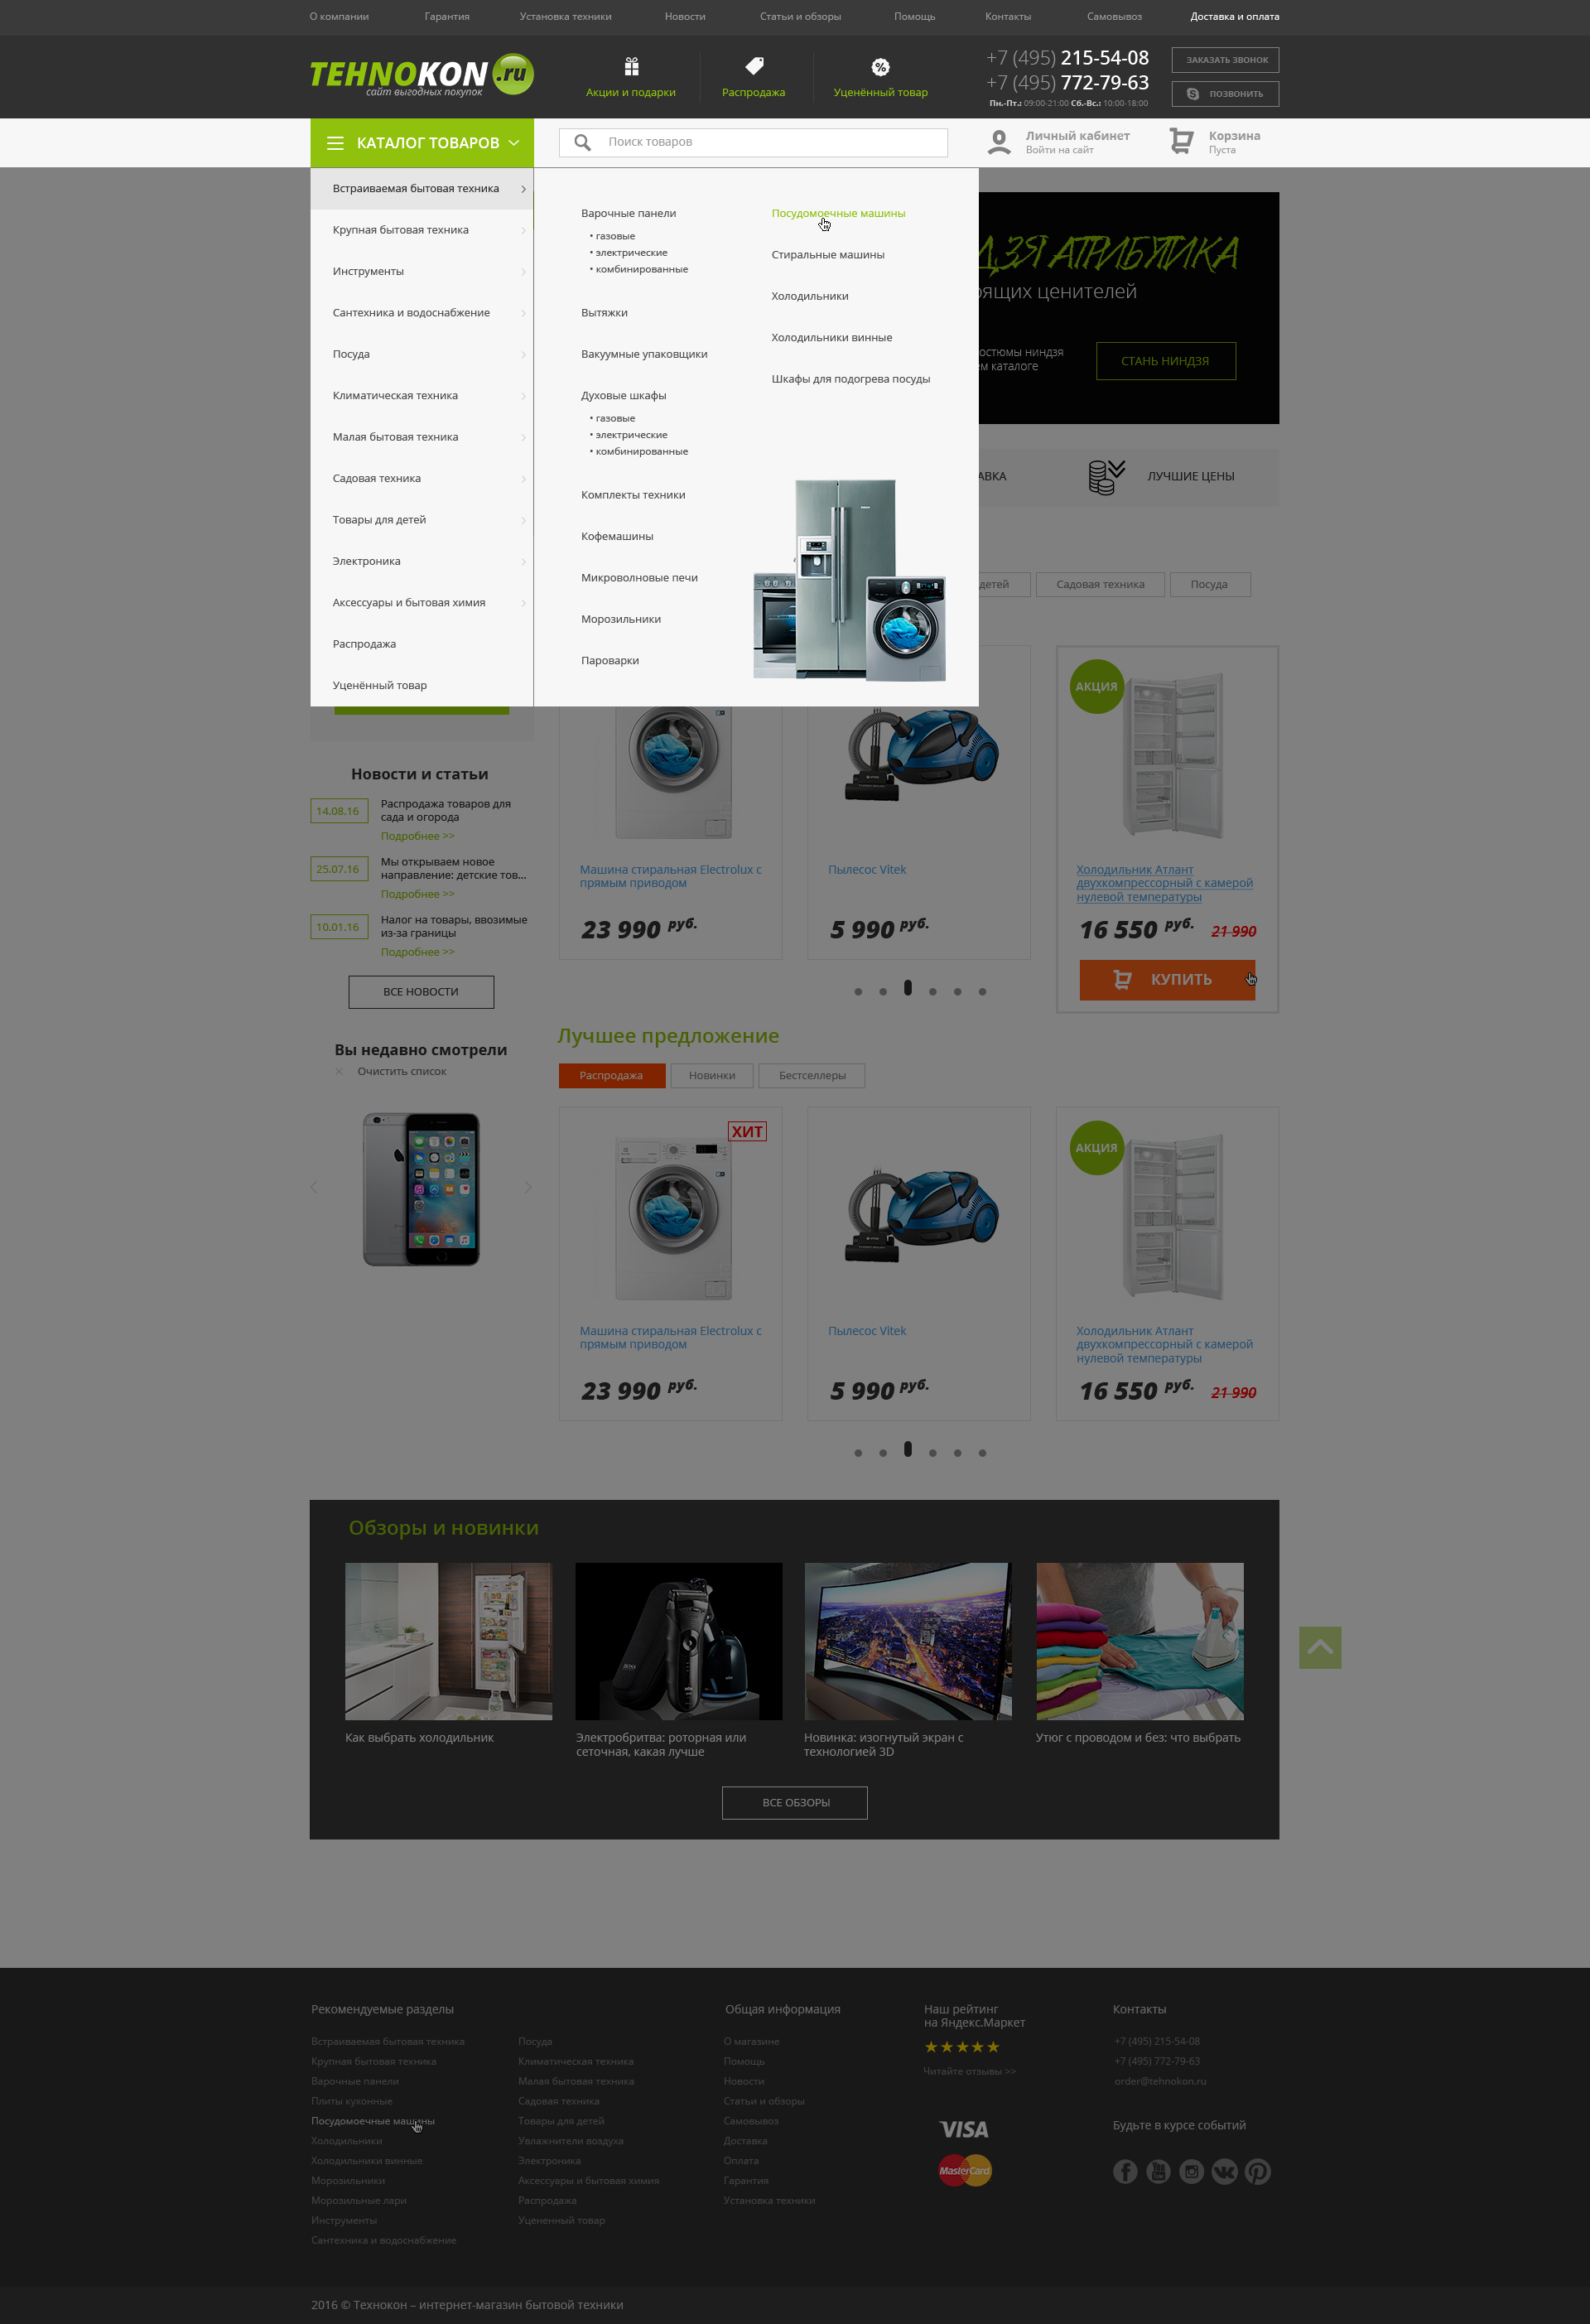 О компании
Гарантия
Установка техники
Новости
Статьи и обзоры
Помощь
Контакты
Самовывоз
Доставка и оплата
TEHNOKON.ru
сайт выгодных покупок
Акции и подарки
Распродажа
Уценённый товар
+7 (495) 215-54-08
+7 (495) 772-79-63
Пн.-Пт.: 09:00-21:00 Сб.-Вс.: 10:00-18:00
ЗАКАЗАТЬ ЗВОНОК
ПОЗВОНИТЬ
КАТАЛОГ ТОВАРОВ
Поиск товаров
Личный кабинет
Войти на сайт
Корзина
Пуста
Встраиваемая бытовая техника
Крупная бытовая техника
Инструменты
Сантехника и водоснабжение
Посуда
Климатическая техника
Малая бытовая техника
Садовая техника
Товары для детей
Электроника
Аксессуары и бытовая химия
Распродажа
Уценённый товар
Варочные панели
• газовые
• электрические
• комбинированные
Вытяжки
Вакуумные упаковщики
Духовые шкафы
• газовые
• электрические
• комбинированные
Комплекты техники
Кофемашины
Микроволновые печи
Морозильники
Пароварки
Посудомоечные машины
Стиральные машины
Холодильники
Холодильники винные
Шкафы для подогрева посуды
ДЗЯ АТРИБУТИКА
ящих ценителей
остюмы ниндзя
м каталоге
СТАНЬ НИНДЗЯ
АВКА
ЛУЧШИЕ ЦЕНЫ
детей
Садовая техника
Посуда
АКЦИЯ
Машина стиральная Electrolux с
прямым приводом
23 990 руб.
Пылесос Vitek
5 990 руб.
Холодильник Атлант
двухкомпрессорный с камерой
нулевой температуры
16 550 руб.
21 990
КУПИТЬ
Новости и статьи
14.08.16
Распродажа товаров для
сада и огорода
Подробнее >>
25.07.16
Мы открываем новое
направление: детские тов...
Подробнее >>
10.01.16
Налог на товары, ввозимые
из-за границы
Подробнее >>
ВСЕ НОВОСТИ
Вы недавно смотрели
Очистить список
Лучшее предложение
Распродажа
Новинки
Бестселлеры
ХИТ
АКЦИЯ
Машина стиральная Electrolux с
прямым приводом
23 990 руб.
Пылесос Vitek
5 990 руб.
Холодильник Атлант
двухкомпрессорный с камерой
нулевой температуры
16 550 руб.
21 990
Обзоры и новинки
Как выбрать холодильник
Электробритва: роторная или
сеточная, какая лучше
Новинка: изогнутый экран с
технологией 3D
Утюг с проводом и без: что выбрать
ВСЕ ОБЗОРЫ
Рекомендуемые разделы
Встраиваемая бытовая техника
Крупная бытовая техника
Варочные панели
Плиты кухонные
Посудомоечные машины
Холодильники
Холодильники винные
Морозильники
Морозильные лари
Инструменты
Сантехника и водоснабжение
Посуда
Климатическая техника
Малая бытовая техника
Садовая техника
Товары для детей
Увлажнители воздуха
Электроника
Аксессуары и бытовая химия
Распродажа
Уцененный товар
Общая информация
О магазине
Помощь
Новости
Статьи и обзоры
Самовывоз
Доставка
Оплата
Гарантия
Установка техники
Наш рейтинг
на Яндекс.Маркет
Читайте отзывы >>
VISA
MasterCard
Контакты
+7 (495) 215-54-08
+7 (495) 772-79-63
order@tehnokon.ru
Будьте в курсе событий
2016 © Технокон – интернет-магазин бытовой техники